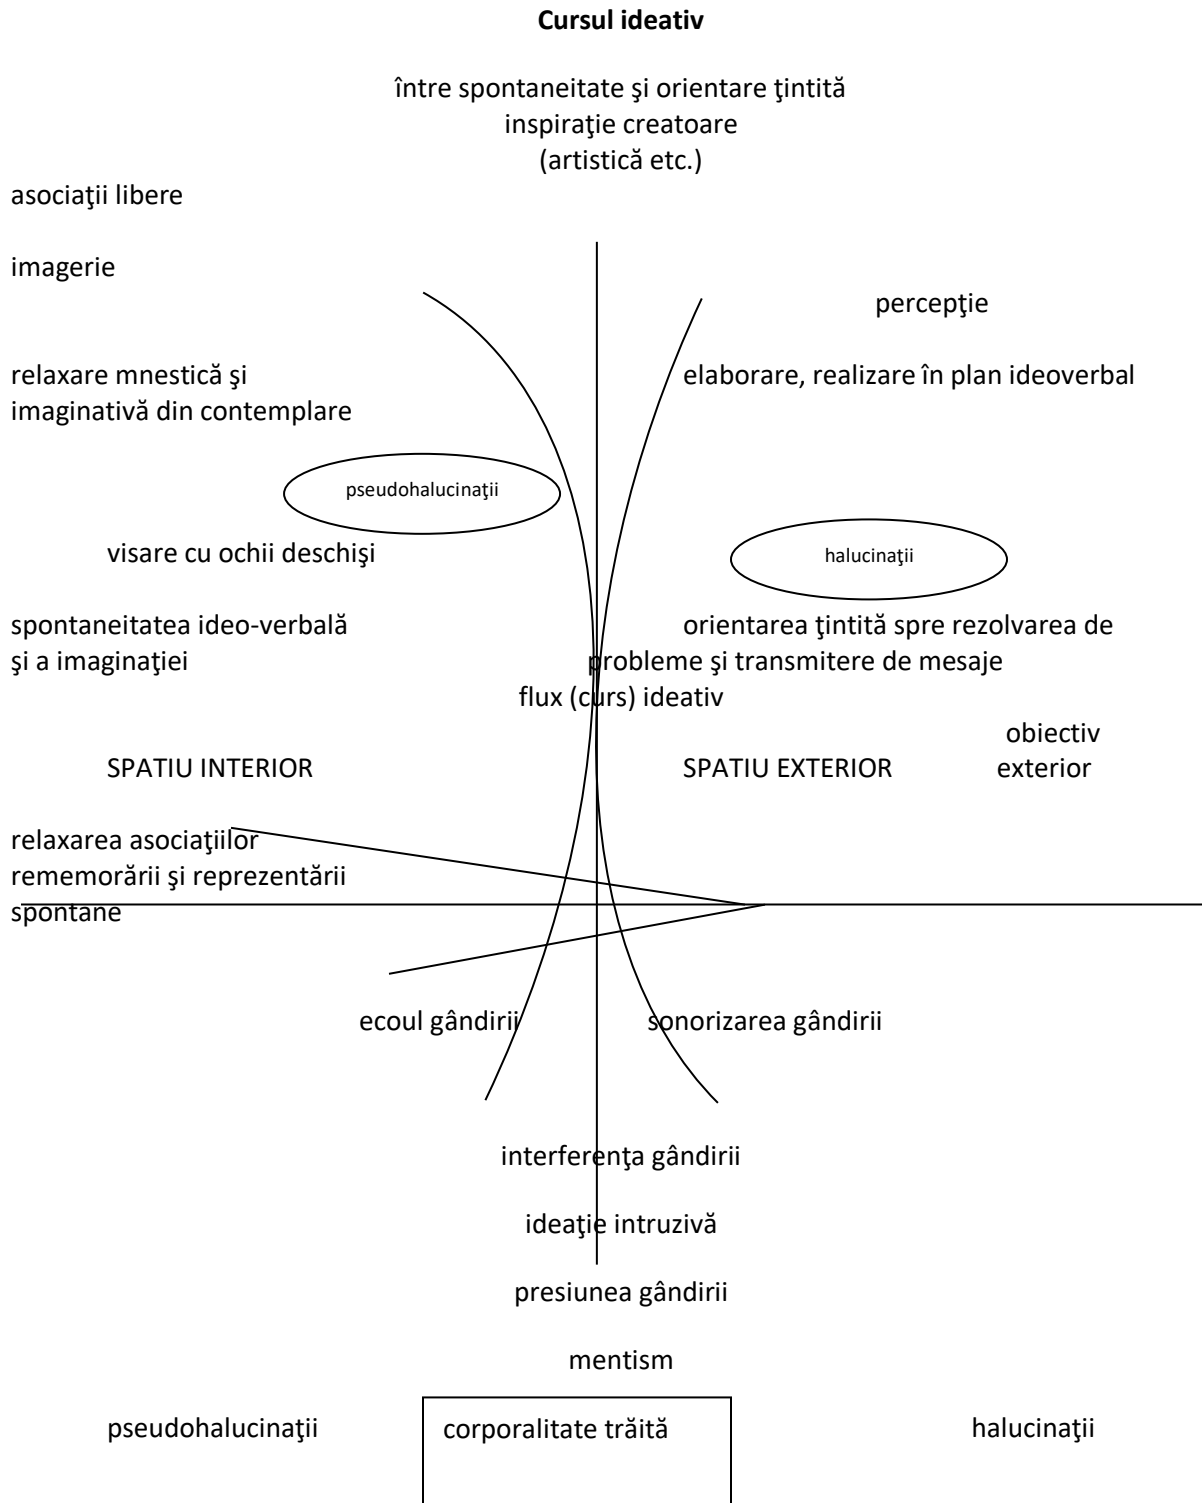 Cursul ideativ
între spontaneitate şi orientare ţintită
inspiraţie creatoare
(artistică etc.)
asociaţii libere
imagerie
percepţie
relaxare mnestică şi
elaborare, realizare în plan ideoverbal
imaginativă din contemplare
pseudohalucinaţii
visare cu ochii deschişi
halucinaţii
spontaneitatea ideo-verbală
orientarea ţintită spre rezolvarea de
şi a imaginaţiei
probleme şi transmitere de mesaje
flux (curs) ideativ
obiectiv
SPATIU INTERIOR
SPATIU EXTERIOR
exterior
relaxarea asociaţiilor
rememorării şi reprezentării
spontane
ecoul gândirii
sonorizarea gândirii
interferenţa gândirii
ideaţie intruzivă
presiunea gândirii
mentism
pseudohalucinaţii
corporalitate trăită
halucinaţii